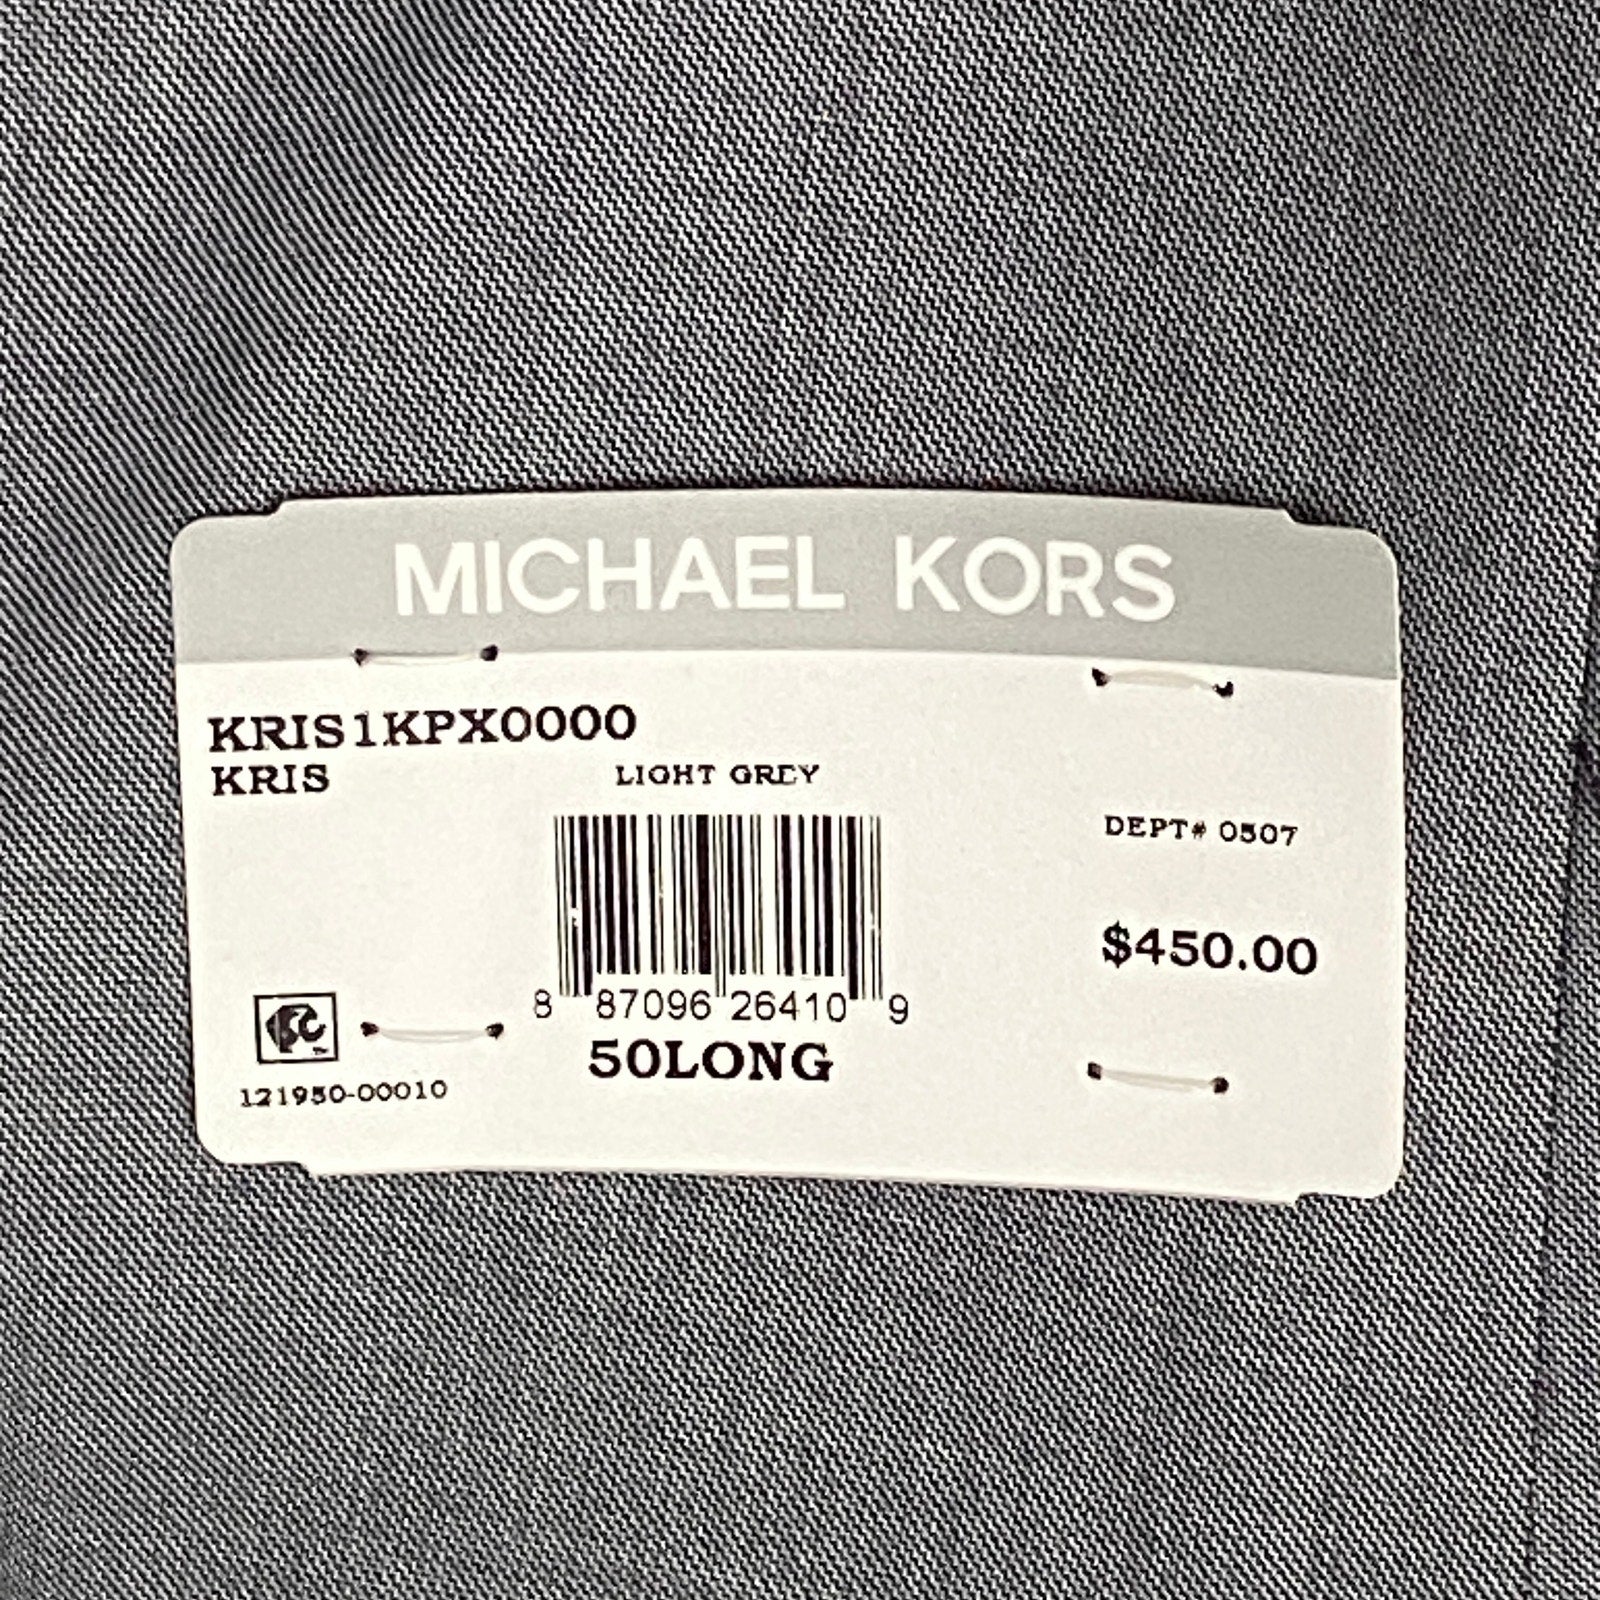 MICHAEL KORS
KRIS1KPX0000
KRIS
LIGHT GREY
DEPT# 0507
$450.00
8 87096 26410 9
50LONG
121950-00010